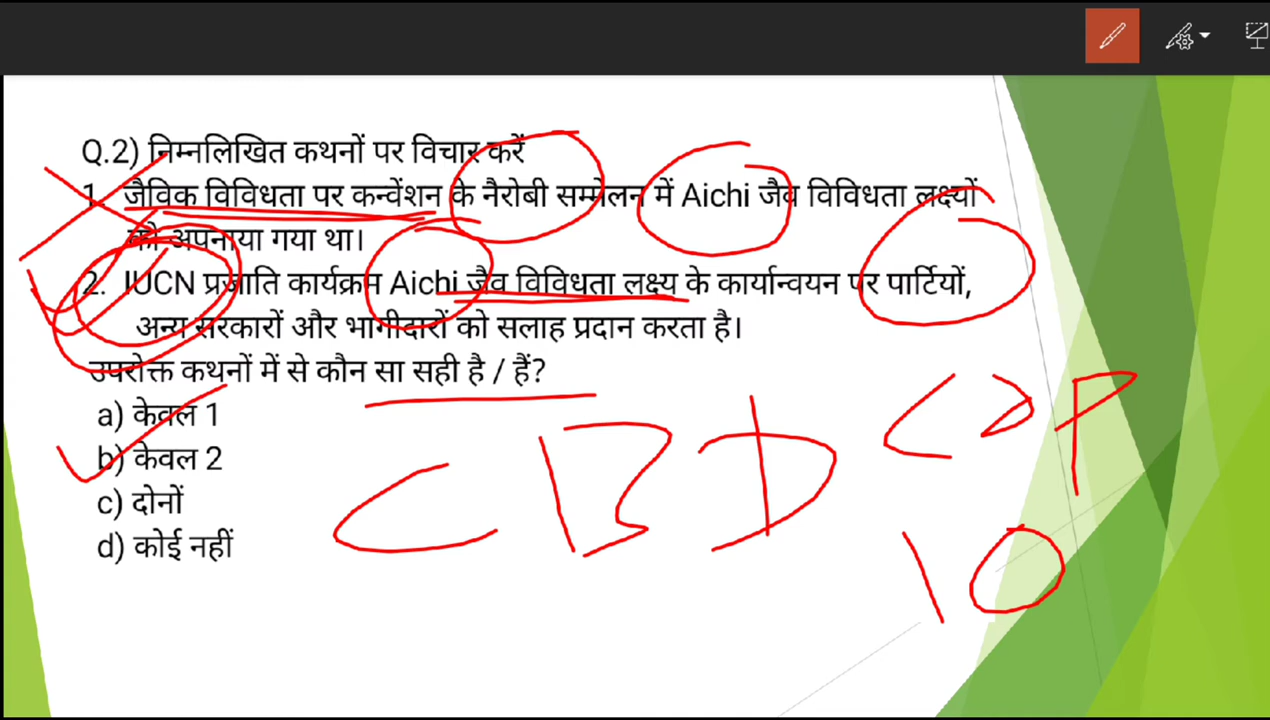 Q.2) निम्नलिखित कथनों पर विचार करें
1. जैविक विविधता पर कन्वेंशन के नैरोबी सम्मेलन में Aichi जैव विविधता लक्ष्यों
को अपनाया गया था।
2. IUCN प्रजाति कार्यक्रम Aichi जैव विविधता लक्ष्य के कार्यान्वयन पर पार्टियों,
अन्य सरकारों और भागीदारों को सलाह प्रदान करता है।
उपरोक्त कथनों में से कौन सा सही है / हैं?
a) केवल 1
b) केवल 2
c) दोनों
d) कोई नहीं
CBD
COP
10